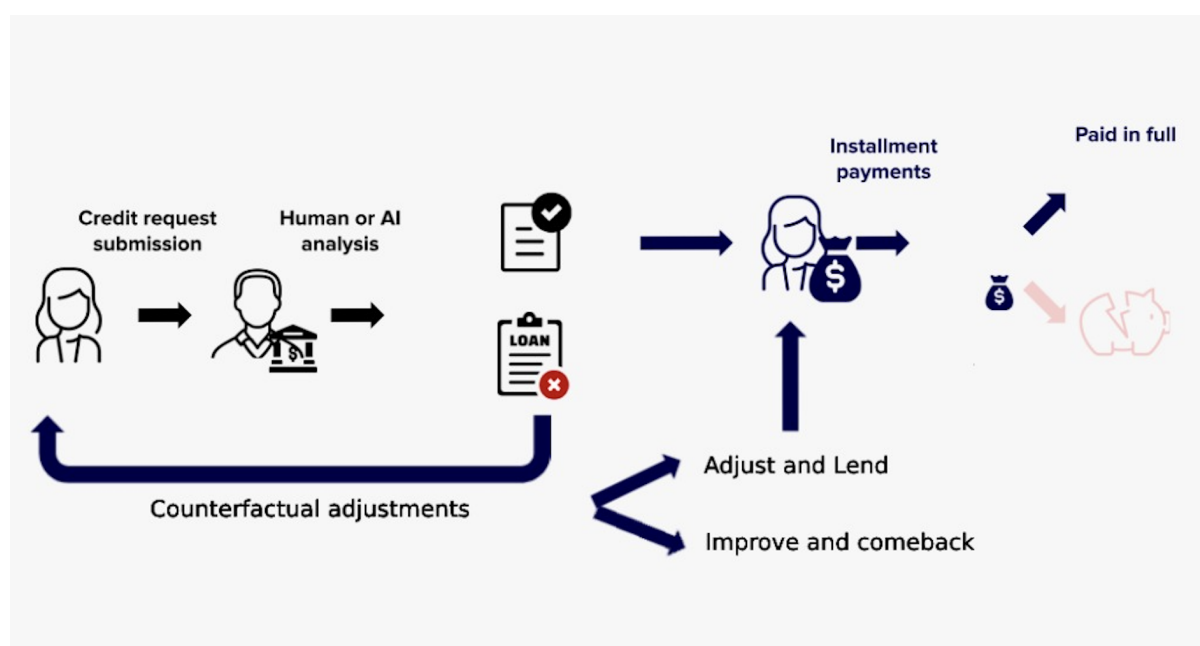 Paid in full
Installment
payments
Credit request
submission
Human or AI
analysis
$
$
$
LOAN
Adjust and Lend
Counterfactual adjustments
Improve and comeback